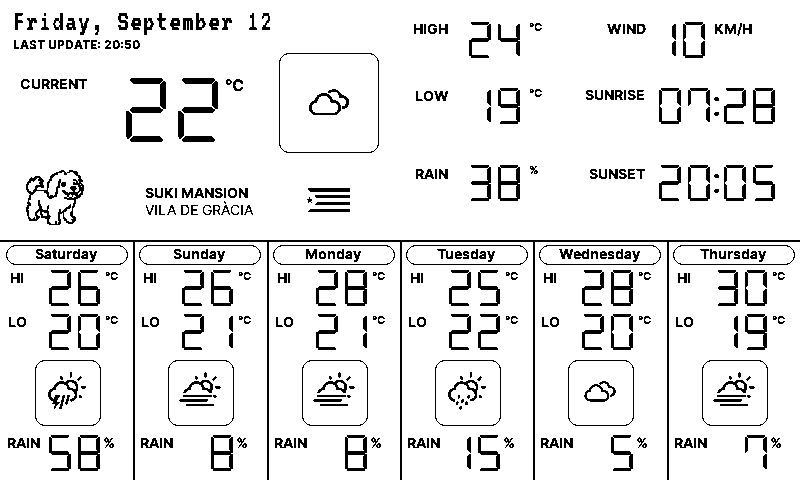 Friday, September 12
LAST UPDATE: 20:50
CURRENT 22 °C
HIGH 24 °C
LOW 19 °C
RAIN 38 %
WIND 10 KM/H
SUNRISE 07:28
SUNSET 20:05
SUKI MANSION
VILA DE GRÀCIA
Saturday
HI 26 °C
LO 20 °C
RAIN 58 %
Sunday
HI 26 °C
LO 21 °C
RAIN 8 %
Monday
HI 28 °C
LO 21 °C
RAIN 8 %
Tuesday
HI 25 °C
LO 22 °C
RAIN 15 %
Wednesday
HI 28 °C
LO 20 °C
RAIN 5 %
Thursday
HI 30 °C
LO 19 °C
RAIN 7 %